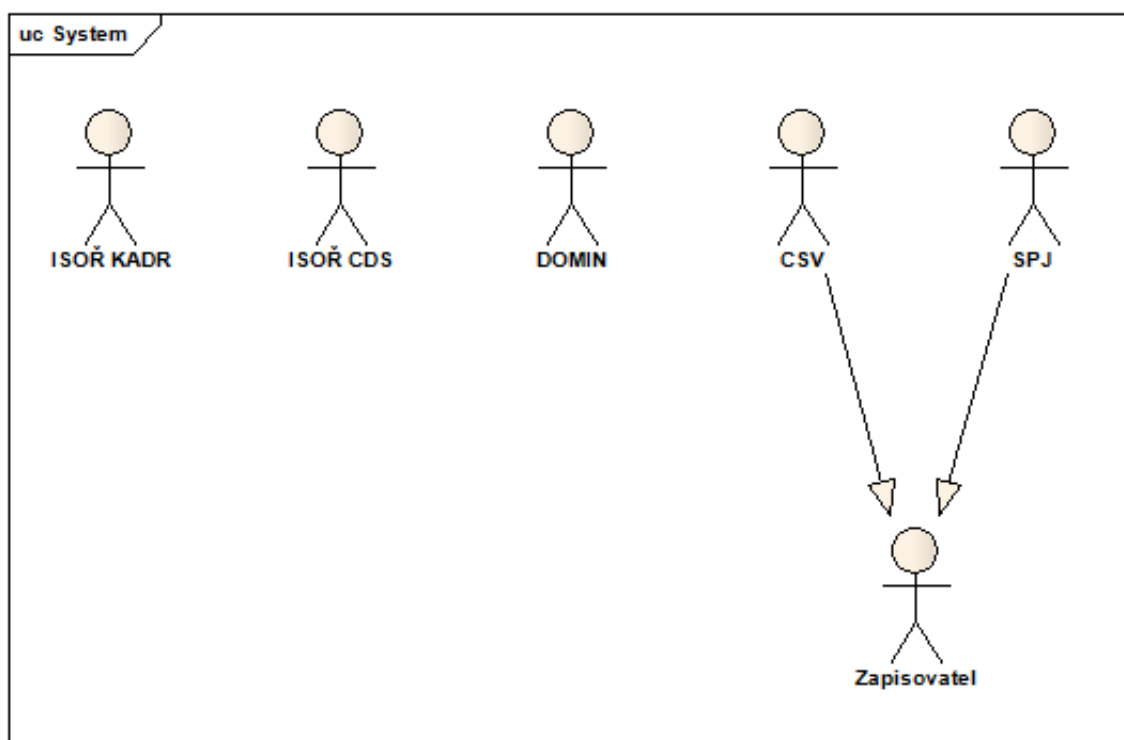 uc System
ISOŘ KADR
ISOŘ CDS
DOMIN
CSV
SPJ
Zapisovatel